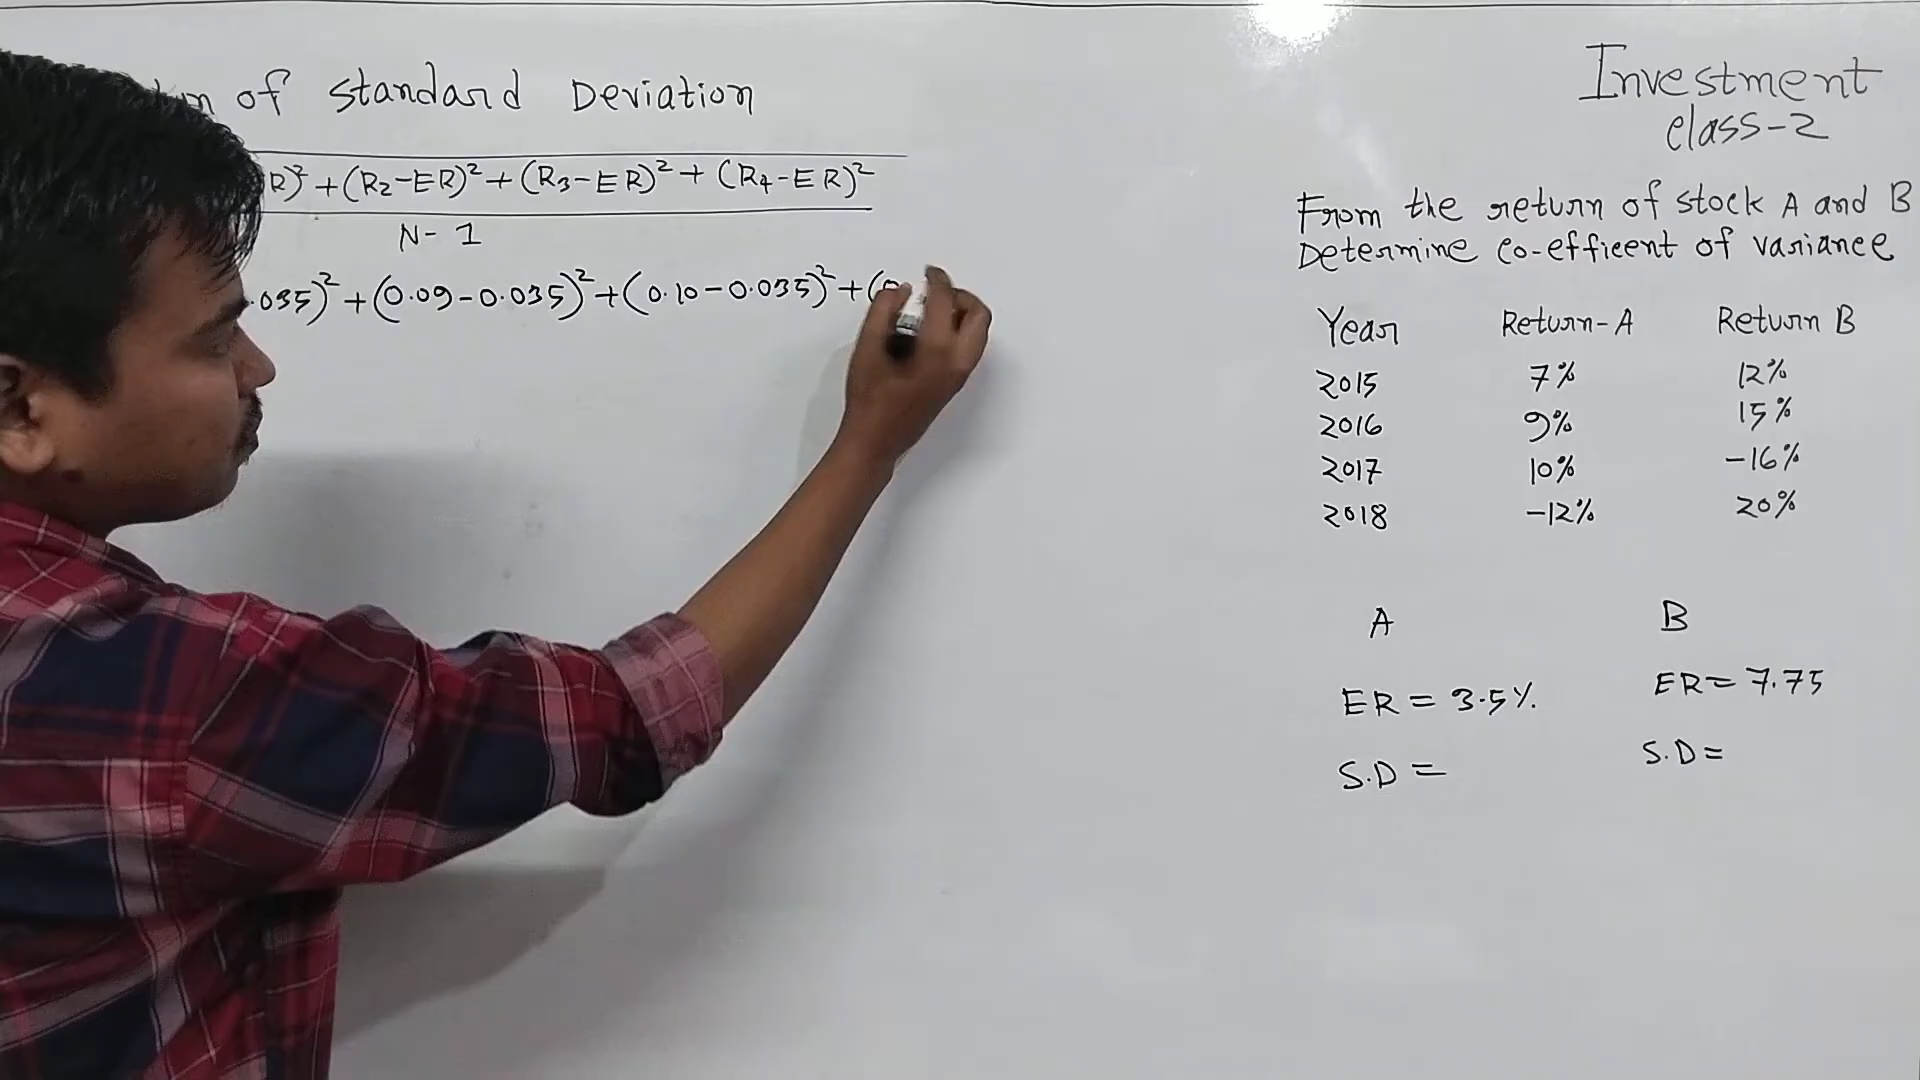 of Standard Deviation
R)² + (R₂-ER)² + (R₃-ER)² + (R₄-ER)²
N- 1
.035)² + (0.09-0.035)² + (0.10-0.035)² + (0
Investment
class-2
From the return of stock A and B
Determine co-efficent of variance
Year Return-A Return B
2015 7% 12%
2016 9% 15%
2017 10% -16%
2018 -12% 20%
A B
ER = 3.5% ER = 7.75
S.D = S.D =